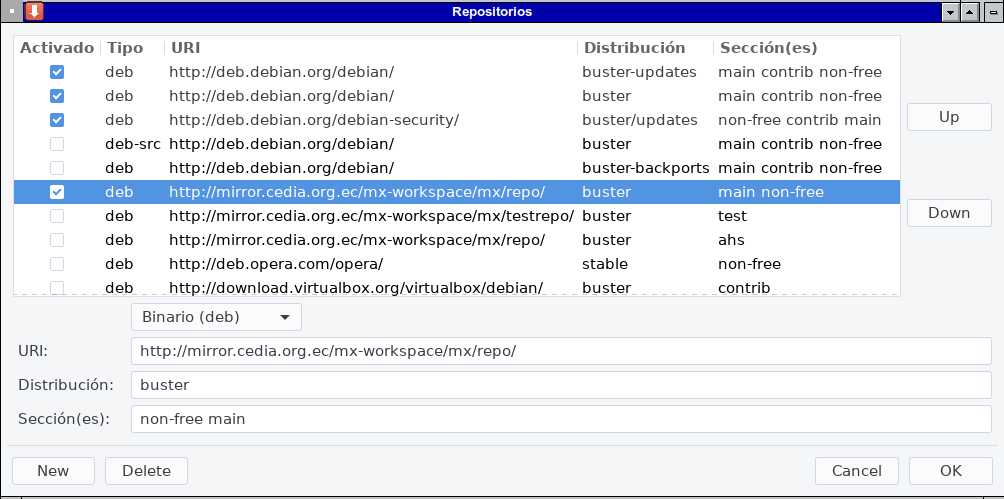 Repositorios
Activado Tipo URI Distribución Sección(es)
deb http://deb.debian.org/debian/ buster-updates main contrib non-free
deb http://deb.debian.org/debian/ buster main contrib non-free
deb http://deb.debian.org/debian-security/ buster/updates non-free contrib main
deb-src http://deb.debian.org/debian/ buster main contrib non-free
deb http://deb.debian.org/debian/ buster-backports main contrib non-free
deb http://mirror.cedia.org.ec/mx-workspace/mx/repo/ buster main non-free
deb http://mirror.cedia.org.ec/mx-workspace/mx/testrepo/ buster test
deb http://mirror.cedia.org.ec/mx-workspace/mx/repo/ buster ahs
deb http://deb.opera.com/opera/ stable non-free
deb http://download.virtualbox.org/virtualbox/debian/ buster contrib
Up
Down
Binario (deb)
URI: http://mirror.cedia.org.ec/mx-workspace/mx/repo/
Distribución: buster
Sección(es): non-free main
New Delete Cancel OK